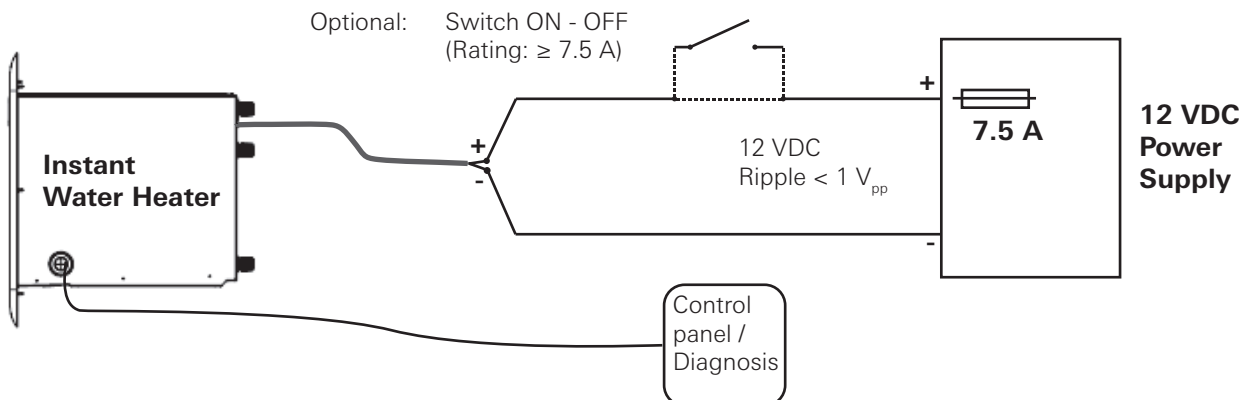 Optional: Switch ON - OFF
(Rating: ≥ 7.5 A)
Instant
Water Heater
+
-
12 VDC
Ripple < 1 Vpp
+
-
7.5 A
12 VDC
Power
Supply
Control
panel /
Diagnosis